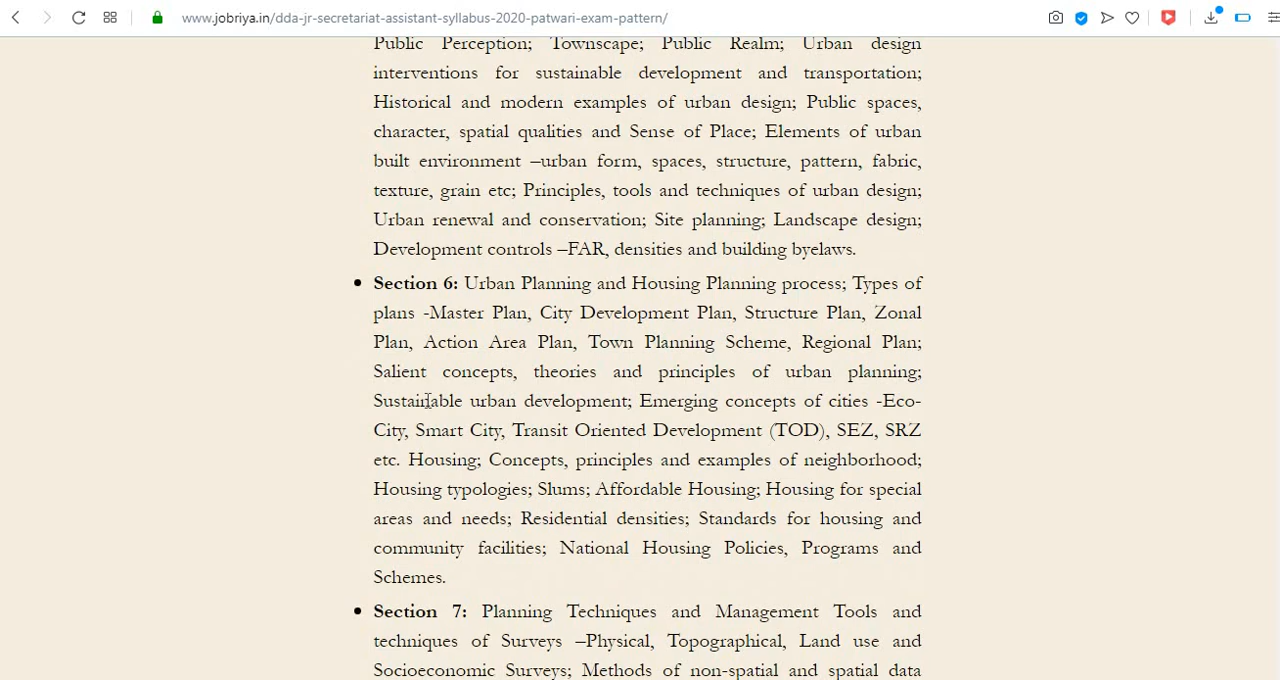 www.jobriya.in/dda-jr-secretariat-assistant-syllabus-2020-patwari-exam-pattern/
Public Perception; Townscape; Public Realm; Urban design
interventions for sustainable development and transportation;
Historical and modern examples of urban design; Public spaces,
character, spatial qualities and Sense of Place; Elements of urban
built environment –urban form, spaces, structure, pattern, fabric,
texture, grain etc; Principles, tools and techniques of urban design;
Urban renewal and conservation; Site planning; Landscape design;
Development controls –FAR, densities and building byelaws.
Section 6: Urban Planning and Housing Planning process; Types of
plans -Master Plan, City Development Plan, Structure Plan, Zonal
Plan, Action Area Plan, Town Planning Scheme, Regional Plan;
Salient concepts, theories and principles of urban planning;
Sustainable urban development; Emerging concepts of cities -Eco-
City, Smart City, Transit Oriented Development (TOD), SEZ, SRZ
etc. Housing; Concepts, principles and examples of neighborhood;
Housing typologies; Slums; Affordable Housing; Housing for special
areas and needs; Residential densities; Standards for housing and
community facilities; National Housing Policies, Programs and
Schemes.
Section 7: Planning Techniques and Management Tools and
techniques of Surveys –Physical, Topographical, Land use and
Socioeconomic Surveys; Methods of non-spatial and spatial data